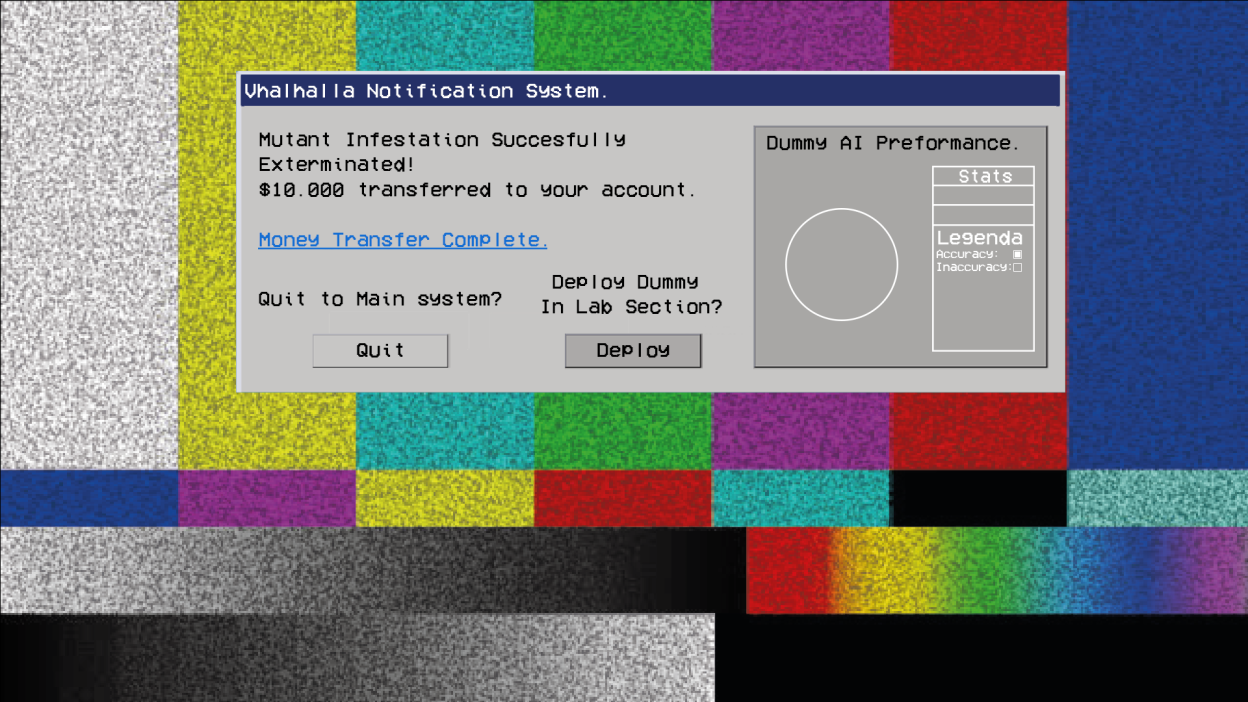 Vhalhalla Notification System.
Mutant Infestation Succesfully
Exterminated!
$10.000 transferred to your account.
Money Transfer Complete.
Quit to Main system?
Quit
Deploy Dummy
In Lab Section?
Deploy
Dummy AI Preformance.
Stats
Legenda
Accuracy:
Inaccuracy: